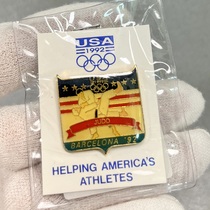 USA
1992
JUDO
BARCELONA '92
HELPING AMERICA'S
ATHLETES